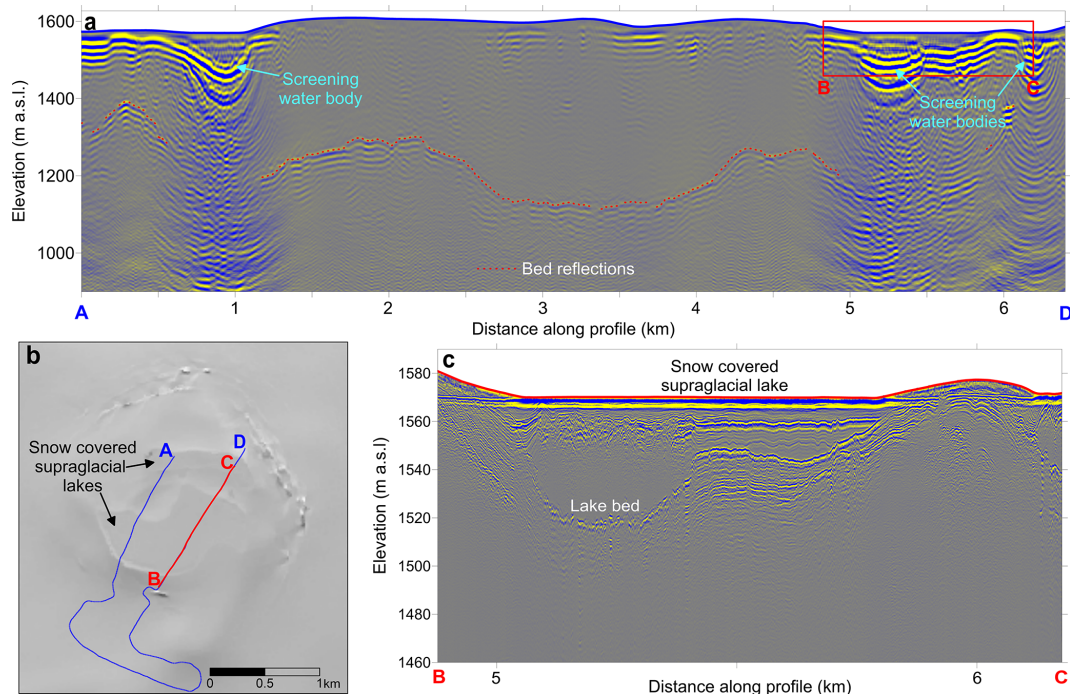 a
1600
1400
1200
1000
Elevation (m a.s.l.)
Screening
water body
B
C
Screening
water bodies
Bed reflections
A
1
2
3
4
5
6
D
Distance along profile (km)
b
Snow covered
supraglacial
lakes
A
D
C
B
0
0.5
1km
c
Snow covered
supraglacial lake
1580
1560
1540
1520
1500
1480
1460
Elevation (m a.s.l)
Lake bed
B
5
6
C
Distance along profile (km)